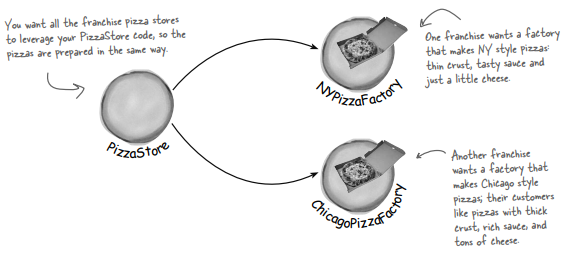 You want all the franchise pizza stores
to leverage your PizzaStore code, so the
pizzas are prepared in the same way.
PizzaStore
NYPizzaFactory
One franchise wants a factory
that makes NY style pizzas:
thin crust, tasty sauce and
just a little cheese.
ChicagoPizzaFactory
Another franchise
wants a factory that
makes Chicago style
pizzas; their customers
like pizzas with thick
crust, rich sauce, and
tons of cheese.